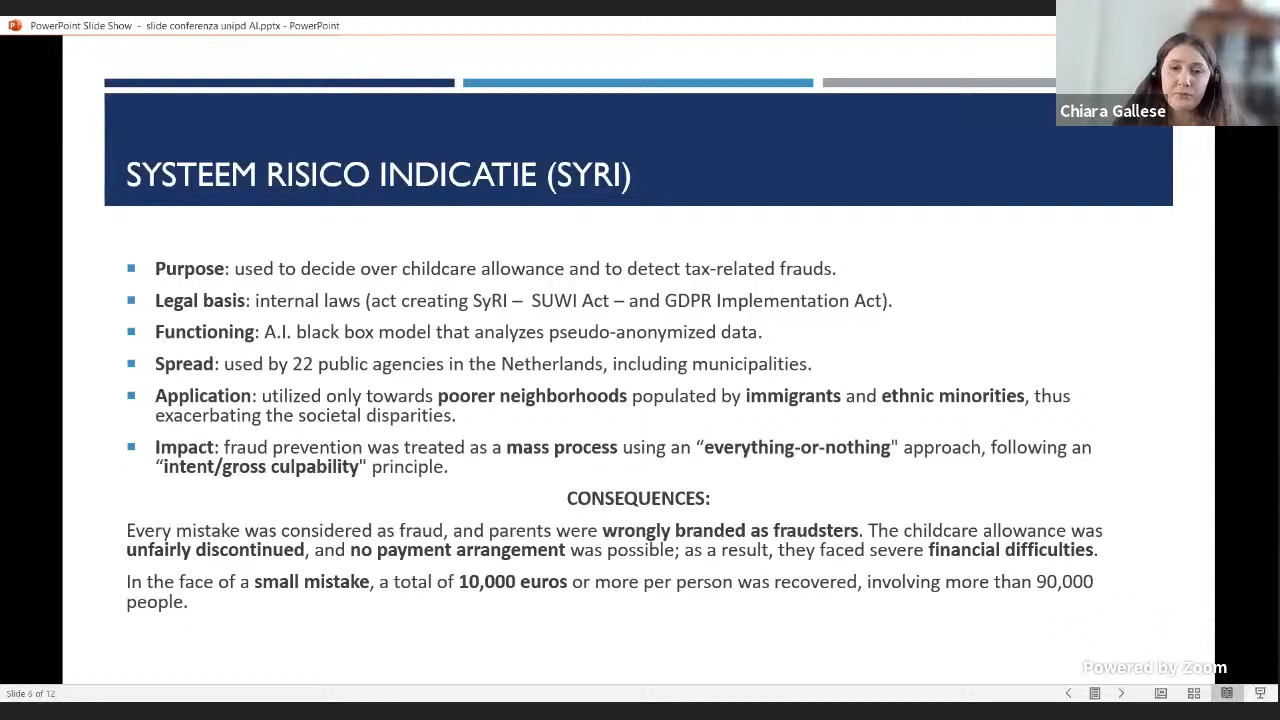 PowerPoint Slide Show - slide conferenza unipd AI.pptx - PowerPoint
Chiara Gallese
SYSTEEM RISICO INDICATIE (SYRI)
Purpose: used to decide over childcare allowance and to detect tax-related frauds.
Legal basis: internal laws (act creating SyRI – SUWI Act – and GDPR Implementation Act).
Functioning: A.I. black box model that analyzes pseudo-anonymized data.
Spread: used by 22 public agencies in the Netherlands, including municipalities.
Application: utilized only towards poorer neighborhoods populated by immigrants and ethnic minorities, thus
exacerbating the societal disparities.
Impact: fraud prevention was treated as a mass process using an “everything-or-nothing" approach, following an
“intent/gross culpability" principle.
CONSEQUENCES:
Every mistake was considered as fraud, and parents were wrongly branded as fraudsters. The childcare allowance was
unfairly discontinued, and no payment arrangement was possible; as a result, they faced severe financial difficulties.
In the face of a small mistake, a total of 10,000 euros or more per person was recovered, involving more than 90,000
people.
Powered by Zoom
Slide 6 of 12